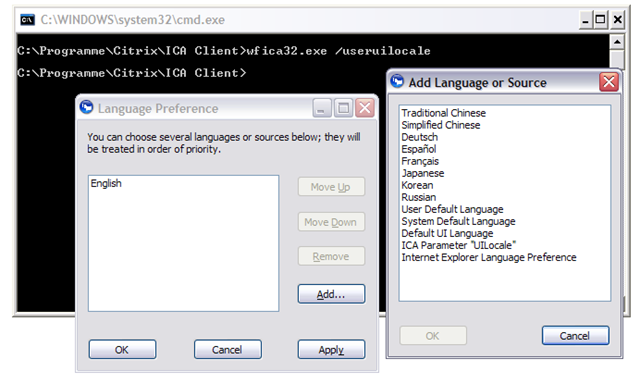 C:\WINDOWS\system32\cmd.exe
C:\Programme\Citrix\ICA Client>wfica32.exe /useruilocale
C:\Programme\Citrix\ICA Client>
Language Preference
You can choose several languages or sources below; they will
be treated in order of priority.
English
Move Up
Move Down
Remove
Add...
OK
Cancel
Apply
Add Language or Source
Traditional Chinese
Simplified Chinese
Deutsch
Español
Français
Japanese
Korean
Russian
User Default Language
System Default Language
Default UI Language
ICA Parameter "UILocale"
Internet Explorer Language Preference
OK
Cancel